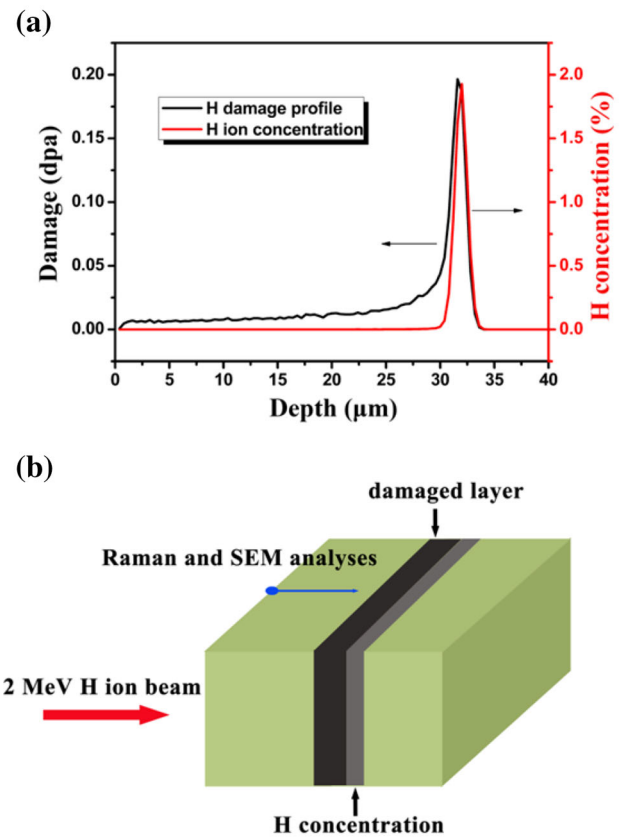 (a)
H damage profile
H ion concentration
Damage (dpa)
0.20
0.15
0.10
0.05
0.00
2.0
1.5
1.0
0.5
0.0
H concentration (%)
0 5 10 15 20 25 30 35 40
Depth (µm)
(b)
damaged layer
Raman and SEM analyses
2 MeV H ion beam
H concentration